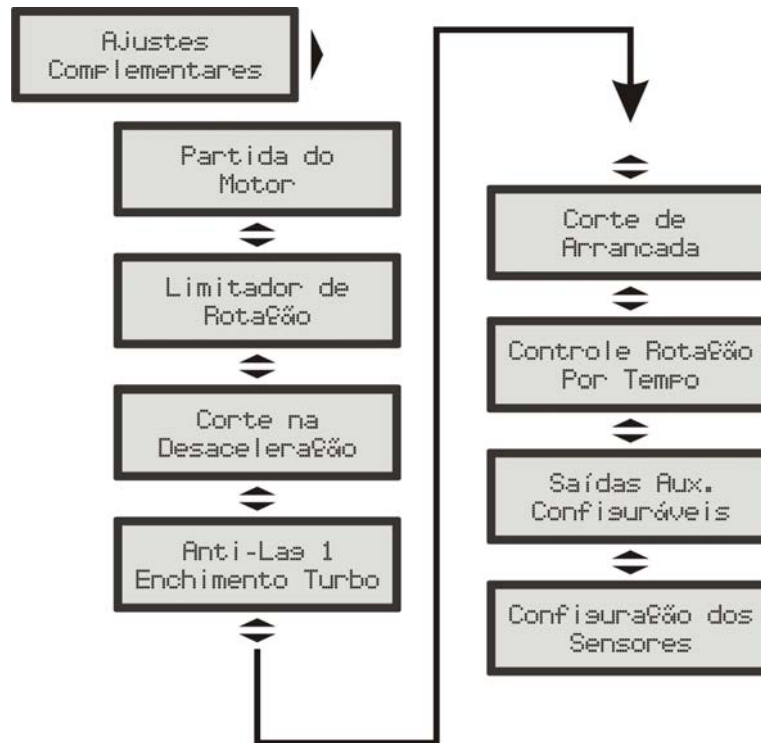 Ajustes
Complementares
Partida do
Motor
Limitador de
Rotação
Corte na
Desaceleração
Anti-Lag 1
Enchimento Turbo
Corte de
Arrancada
Controle Rotação
Por Tempo
Saídas Aux.
Configuráveis
Configuração dos
Sensores